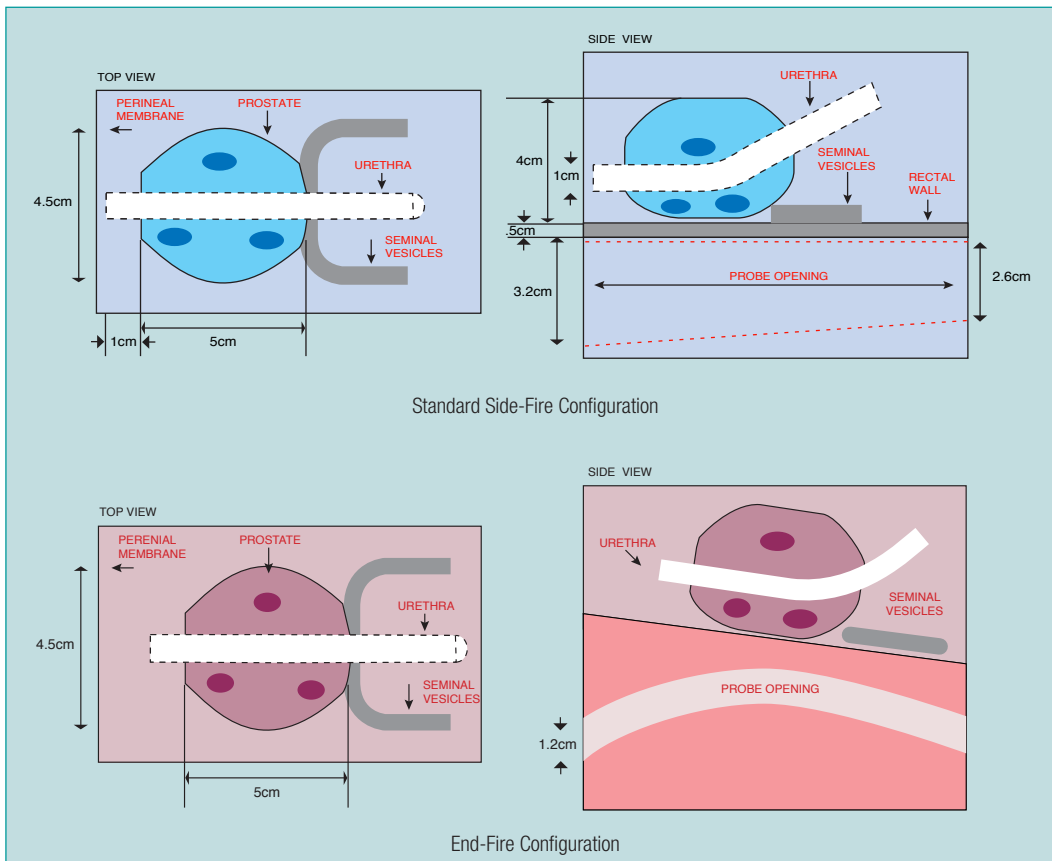 TOP VIEW
PERINEAL
MEMBRANE
PROSTATE
URETHRA
SEMINAL
VESICLES
4.5cm
1cm
5cm
SIDE VIEW
URETHRA
SEMINAL
VESICLES
RECTAL
WALL
4cm
1cm
.5cm
3.2cm
PROBE OPENING
2.6cm
Standard Side-Fire Configuration
TOP VIEW
PERENIAL
MEMBRANE
PROSTATE
URETHRA
SEMINAL
VESICLES
4.5cm
5cm
SIDE VIEW
URETHRA
SEMINAL
VESICLES
PROBE OPENING
1.2cm
End-Fire Configuration